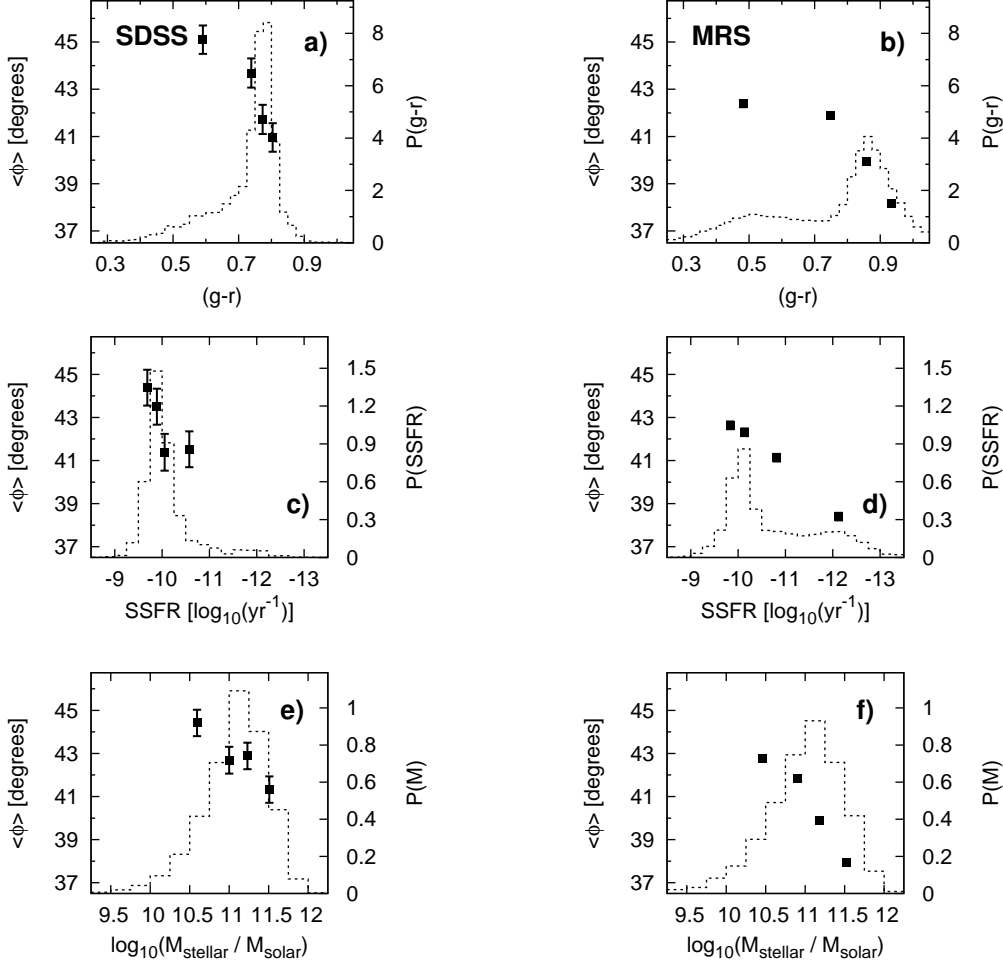 SDSS
a)
<ϕ> [degrees]
45
43
41
39
37
P(g-r)
8
6
4
2
0
0.3 0.5 0.7 0.9
(g-r)
MRS
b)
<ϕ> [degrees]
45
43
41
39
37
P(g-r)
8
6
4
2
0
0.3 0.5 0.7 0.9
(g-r)
c)
<ϕ> [degrees]
45
43
41
39
37
P(SSFR)
1.5
1.2
0.9
0.6
0.3
0
-9 -10 -11 -12 -13
SSFR [log₁₀(yr⁻¹)]
d)
<ϕ> [degrees]
45
43
41
39
37
P(SSFR)
1.5
1.2
0.9
0.6
0.3
0
-9 -10 -11 -12 -13
SSFR [log₁₀(yr⁻¹)]
e)
<ϕ> [degrees]
45
43
41
39
37
P(M)
1
0.8
0.6
0.4
0.2
0
9.5 10 10.5 11 11.5 12
log₁₀(M_stellar / M_solar)
f)
<ϕ> [degrees]
45
43
41
39
37
P(M)
1
0.8
0.6
0.4
0.2
0
9.5 10 10.5 11 11.5 12
log₁₀(M_stellar / M_solar)